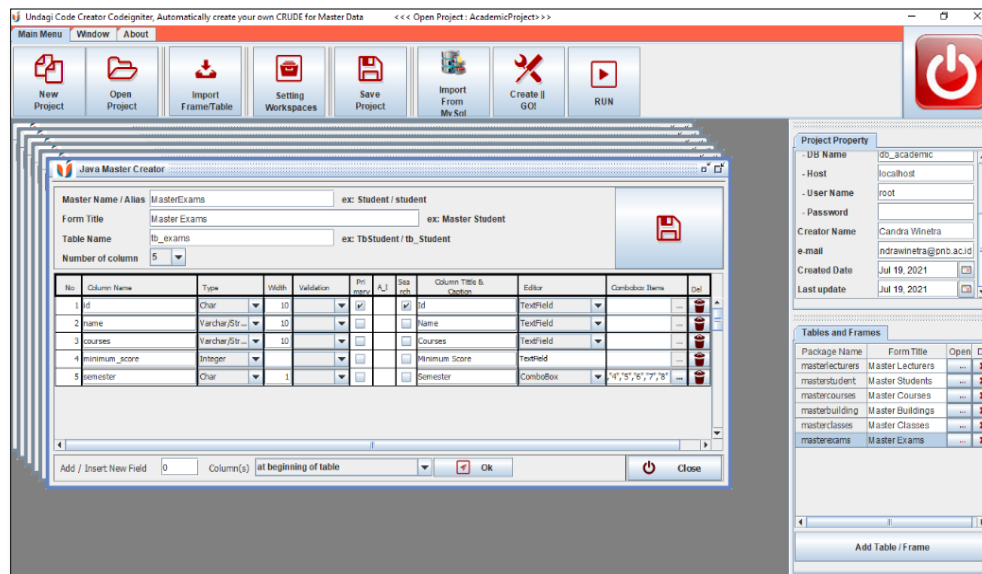 Undagi Code Creator Codeigniter, Automatically create your own CRUDE for Master Data <<< Open Project : AcademicProject>>>
Main Menu Window About
New Project
Open Project
Import Frame/Table
Setting Workspaces
Save Project
Import From MySql
Create || GO!
RUN
Java Master Creator
Master Name / Alias MasterExams ex: Student / student
Form Title Master Exams ex: Master Student
Table Name tb_exams ex: TbStudent / tb_Student
Number of column 5
No Column Name Type Width Validation Pri mary A_I Sea rch Column Tittle & Caption Editor Combobox Items Del
1 id Char 10 Id TextField ...
2 name Varchar/Str... 10 Name TextField ...
3 courses Varchar/Str... 10 Courses TextField ...
4 minimum_score Integer Minimum Score TextField ...
5 semester Char 1 Semester ComboBox ,"4","5","6","7","8" ...
Add / Insert New Field 0 Column(s) at beginning of table Ok Close
Project Property
- DB Name db_academic
- Host localhost
- User Name root
- Password
Creator Name Candra Winetra
e-mail ndrawinetra@pnb.ac.id
Created Date Jul 19, 2021
Last update Jul 19, 2021
Tables and Frames
Package Name Form Title Open
masterlecturers Master Lecturers ...
masterstudent Master Students ...
mastercourses Master Courses ...
masterbuilding Master Buildings ...
masterclasses Master Classes ...
masterexams Master Exams ...
Add Table / Frame